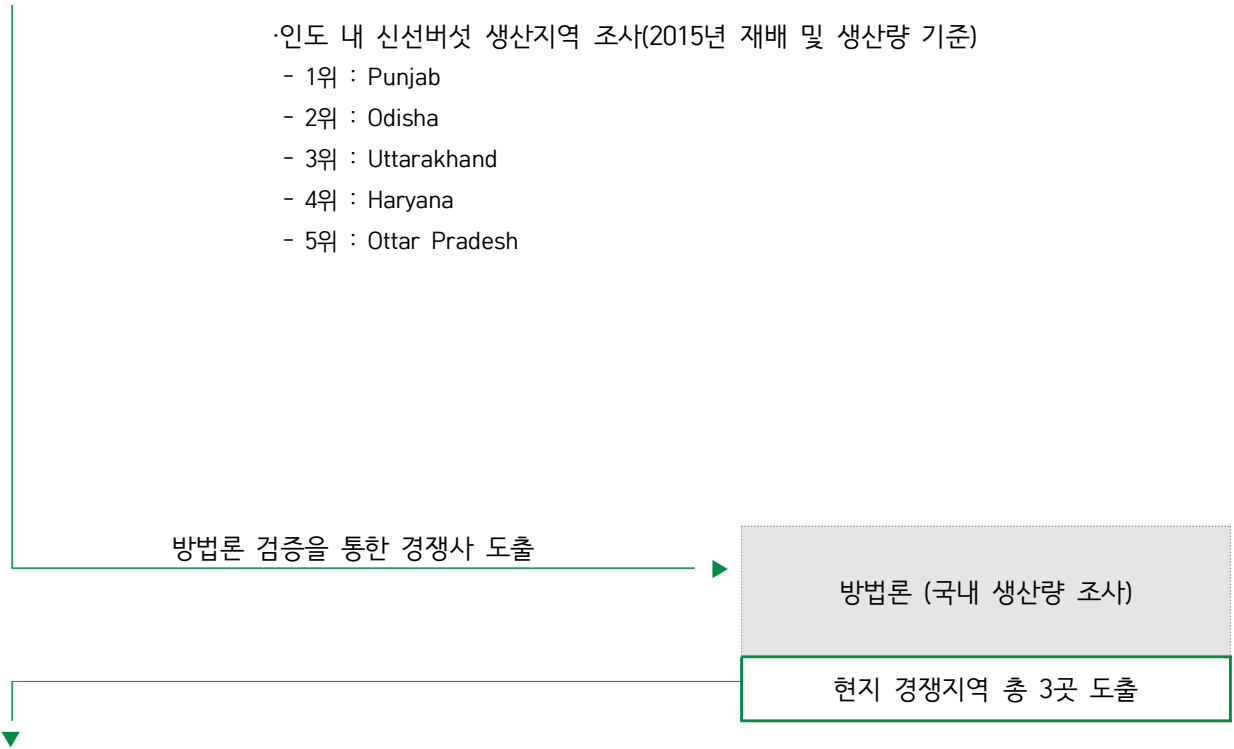 ·인도 내 신선버섯 생산지역 조사(2015년 재배 및 생산량 기준)
- 1위 : Punjab
- 2위 : Odisha
- 3위 : Uttarakhand
- 4위 : Haryana
- 5위 : Ottar Pradesh
방법론 검증을 통한 경쟁사 도출
방법론 (국내 생산량 조사)
현지 경쟁지역 총 3곳 도출